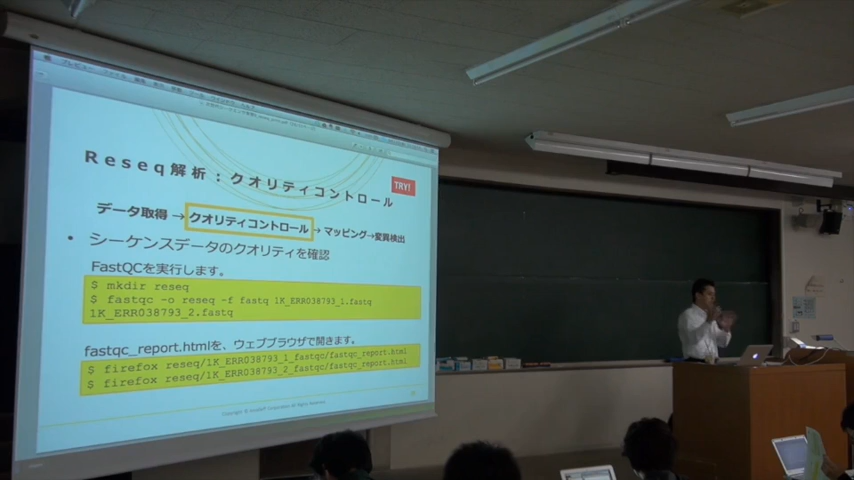 Reseq解析：クオリティコントロール
TRY!
データ取得→クオリティコントロール→マッピング→変異検出
• シーケンスデータのクオリティを確認
FastQCを実行します。
$ mkdir reseq
$ fastqc -o reseq -f fastq 1K_ERR038793_1.fastq
1K_ERR038793_2.fastq
fastqc_report.htmlを、ウェブブラウザで開きます。
$ firefox reseq/1K_ERR038793_1_fastqc/fastqc_report.html
$ firefox reseq/1K_ERR038793_2_fastqc/fastqc_report.html